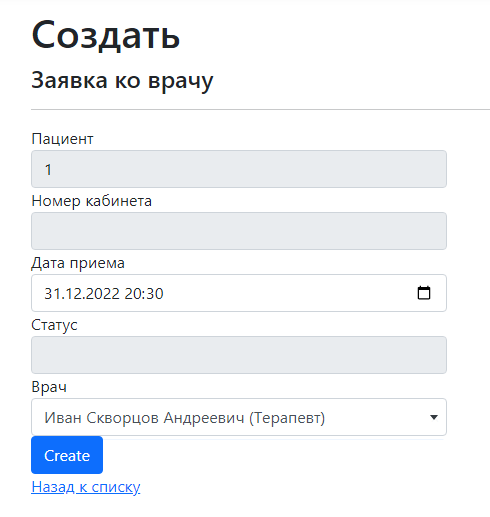 Создать
Заявка ко врачу
Пациент
1
Номер кабинета
Дата приема
31.12.2022 20:30
Статус
Врач
Иван Скворцов Андреевич (Терапевт)
Create
Назад к списку